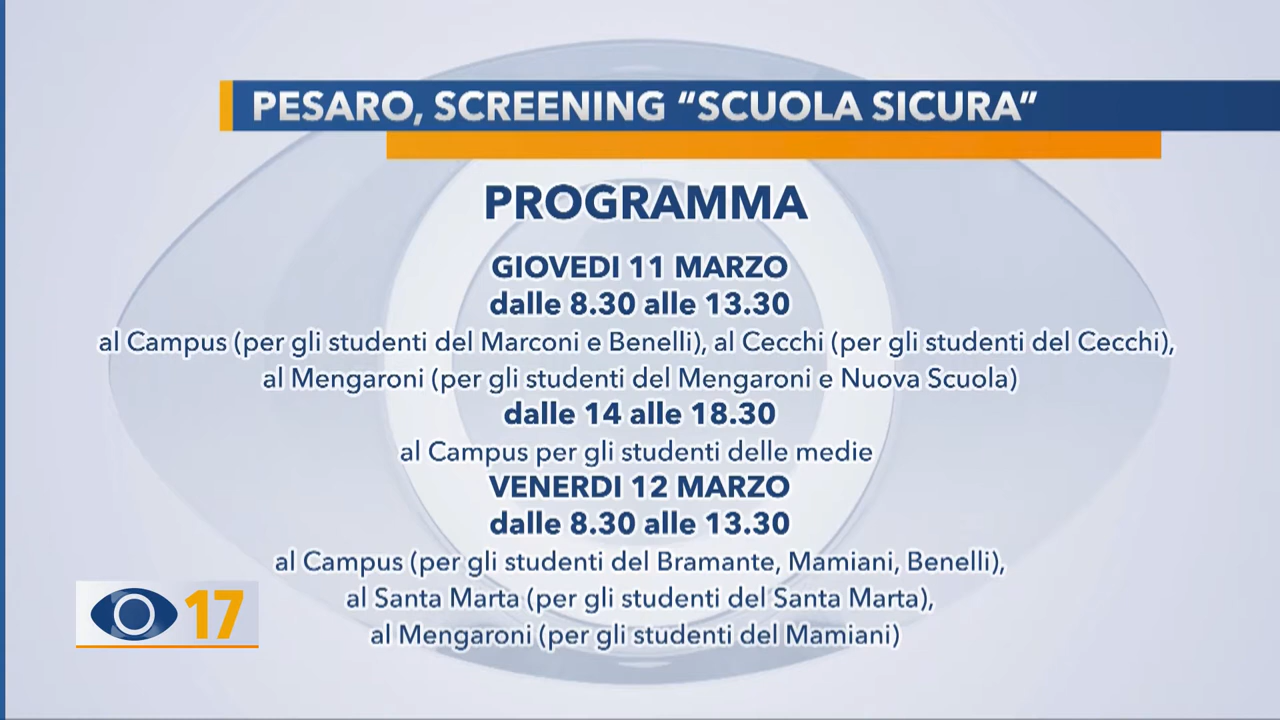 PESARO, SCREENING “SCUOLA SICURA”
PROGRAMMA
GIOVEDI 11 MARZO
dalle 8.30 alle 13.30
al Campus (per gli studenti del Marconi e Benelli), al Cecchi (per gli studenti del Cecchi),
al Mengaroni (per gli studenti del Mengaroni e Nuova Scuola)
dalle 14 alle 18.30
al Campus per gli studenti delle medie
VENERDI 12 MARZO
dalle 8.30 alle 13.30
al Campus (per gli studenti del Bramante, Mamiani, Benelli),
al Santa Marta (per gli studenti del Santa Marta),
al Mengaroni (per gli studenti del Mamiani)
17